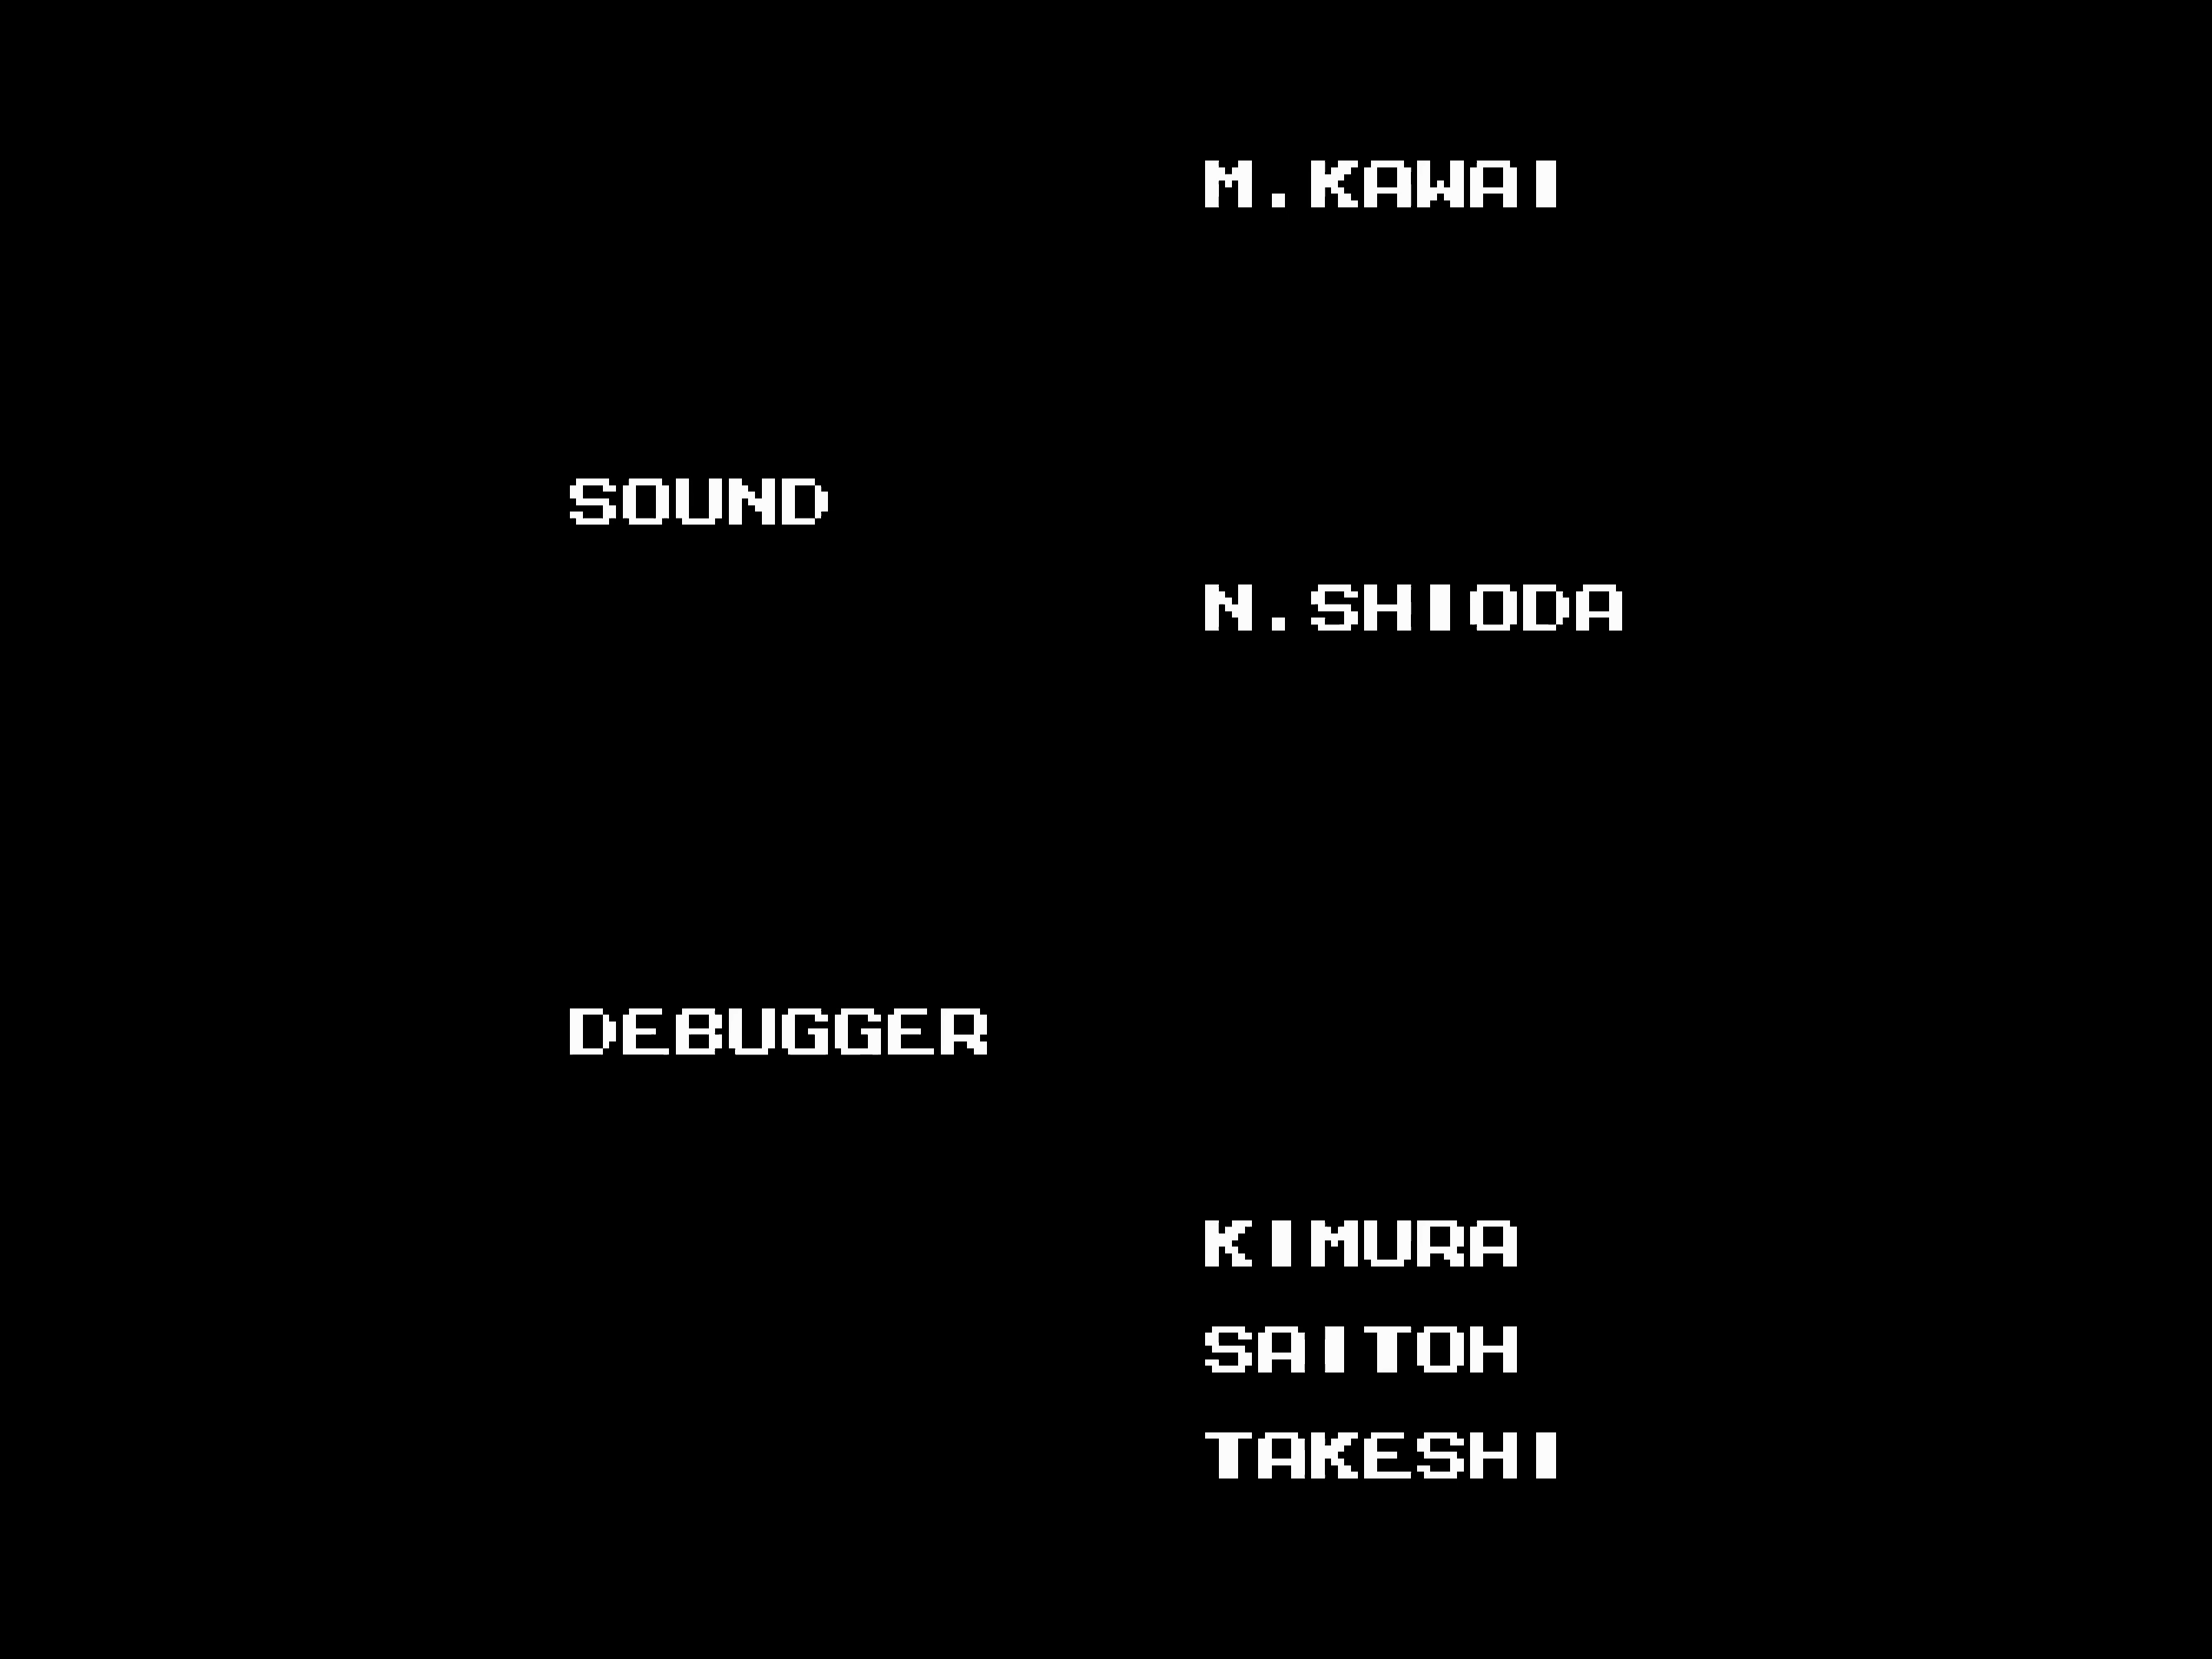 M.KAWAI
SOUND
N.SHIODA
DEBUGGER
KIMURA
SAITOH
TAKESHI